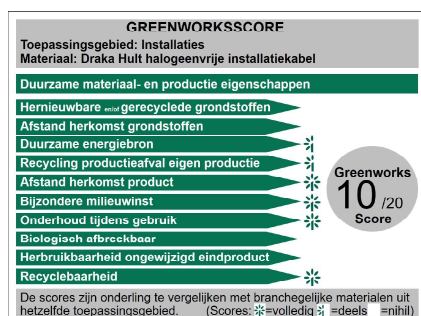 GREENWORKSSCORE
Toepassingsgebied: Installaties
Materiaal: Draka Hult halogeenvrije installatiekabel
Duurzame materiaal- en productie eigenschappen
Hernieuwbare en/of gerecyclede grondstoffen
Afstand herkomst grondstoffen
Duurzame energiebron
Recycling productieafval eigen productie
Afstand herkomst product
Bijzondere milieuwinst
Onderhoud tijdens gebruik
Biologisch afbreekbaar
Herbruikbaarheid ongewijzigd eindproduct
Recyclebaarheid
Greenworks
10 /20
Score
De scores zijn onderling te vergelijken met branchegelijke materialen uit
hetzelfde toepassingsgebied. (Scores: =volledig =deels =nihil)